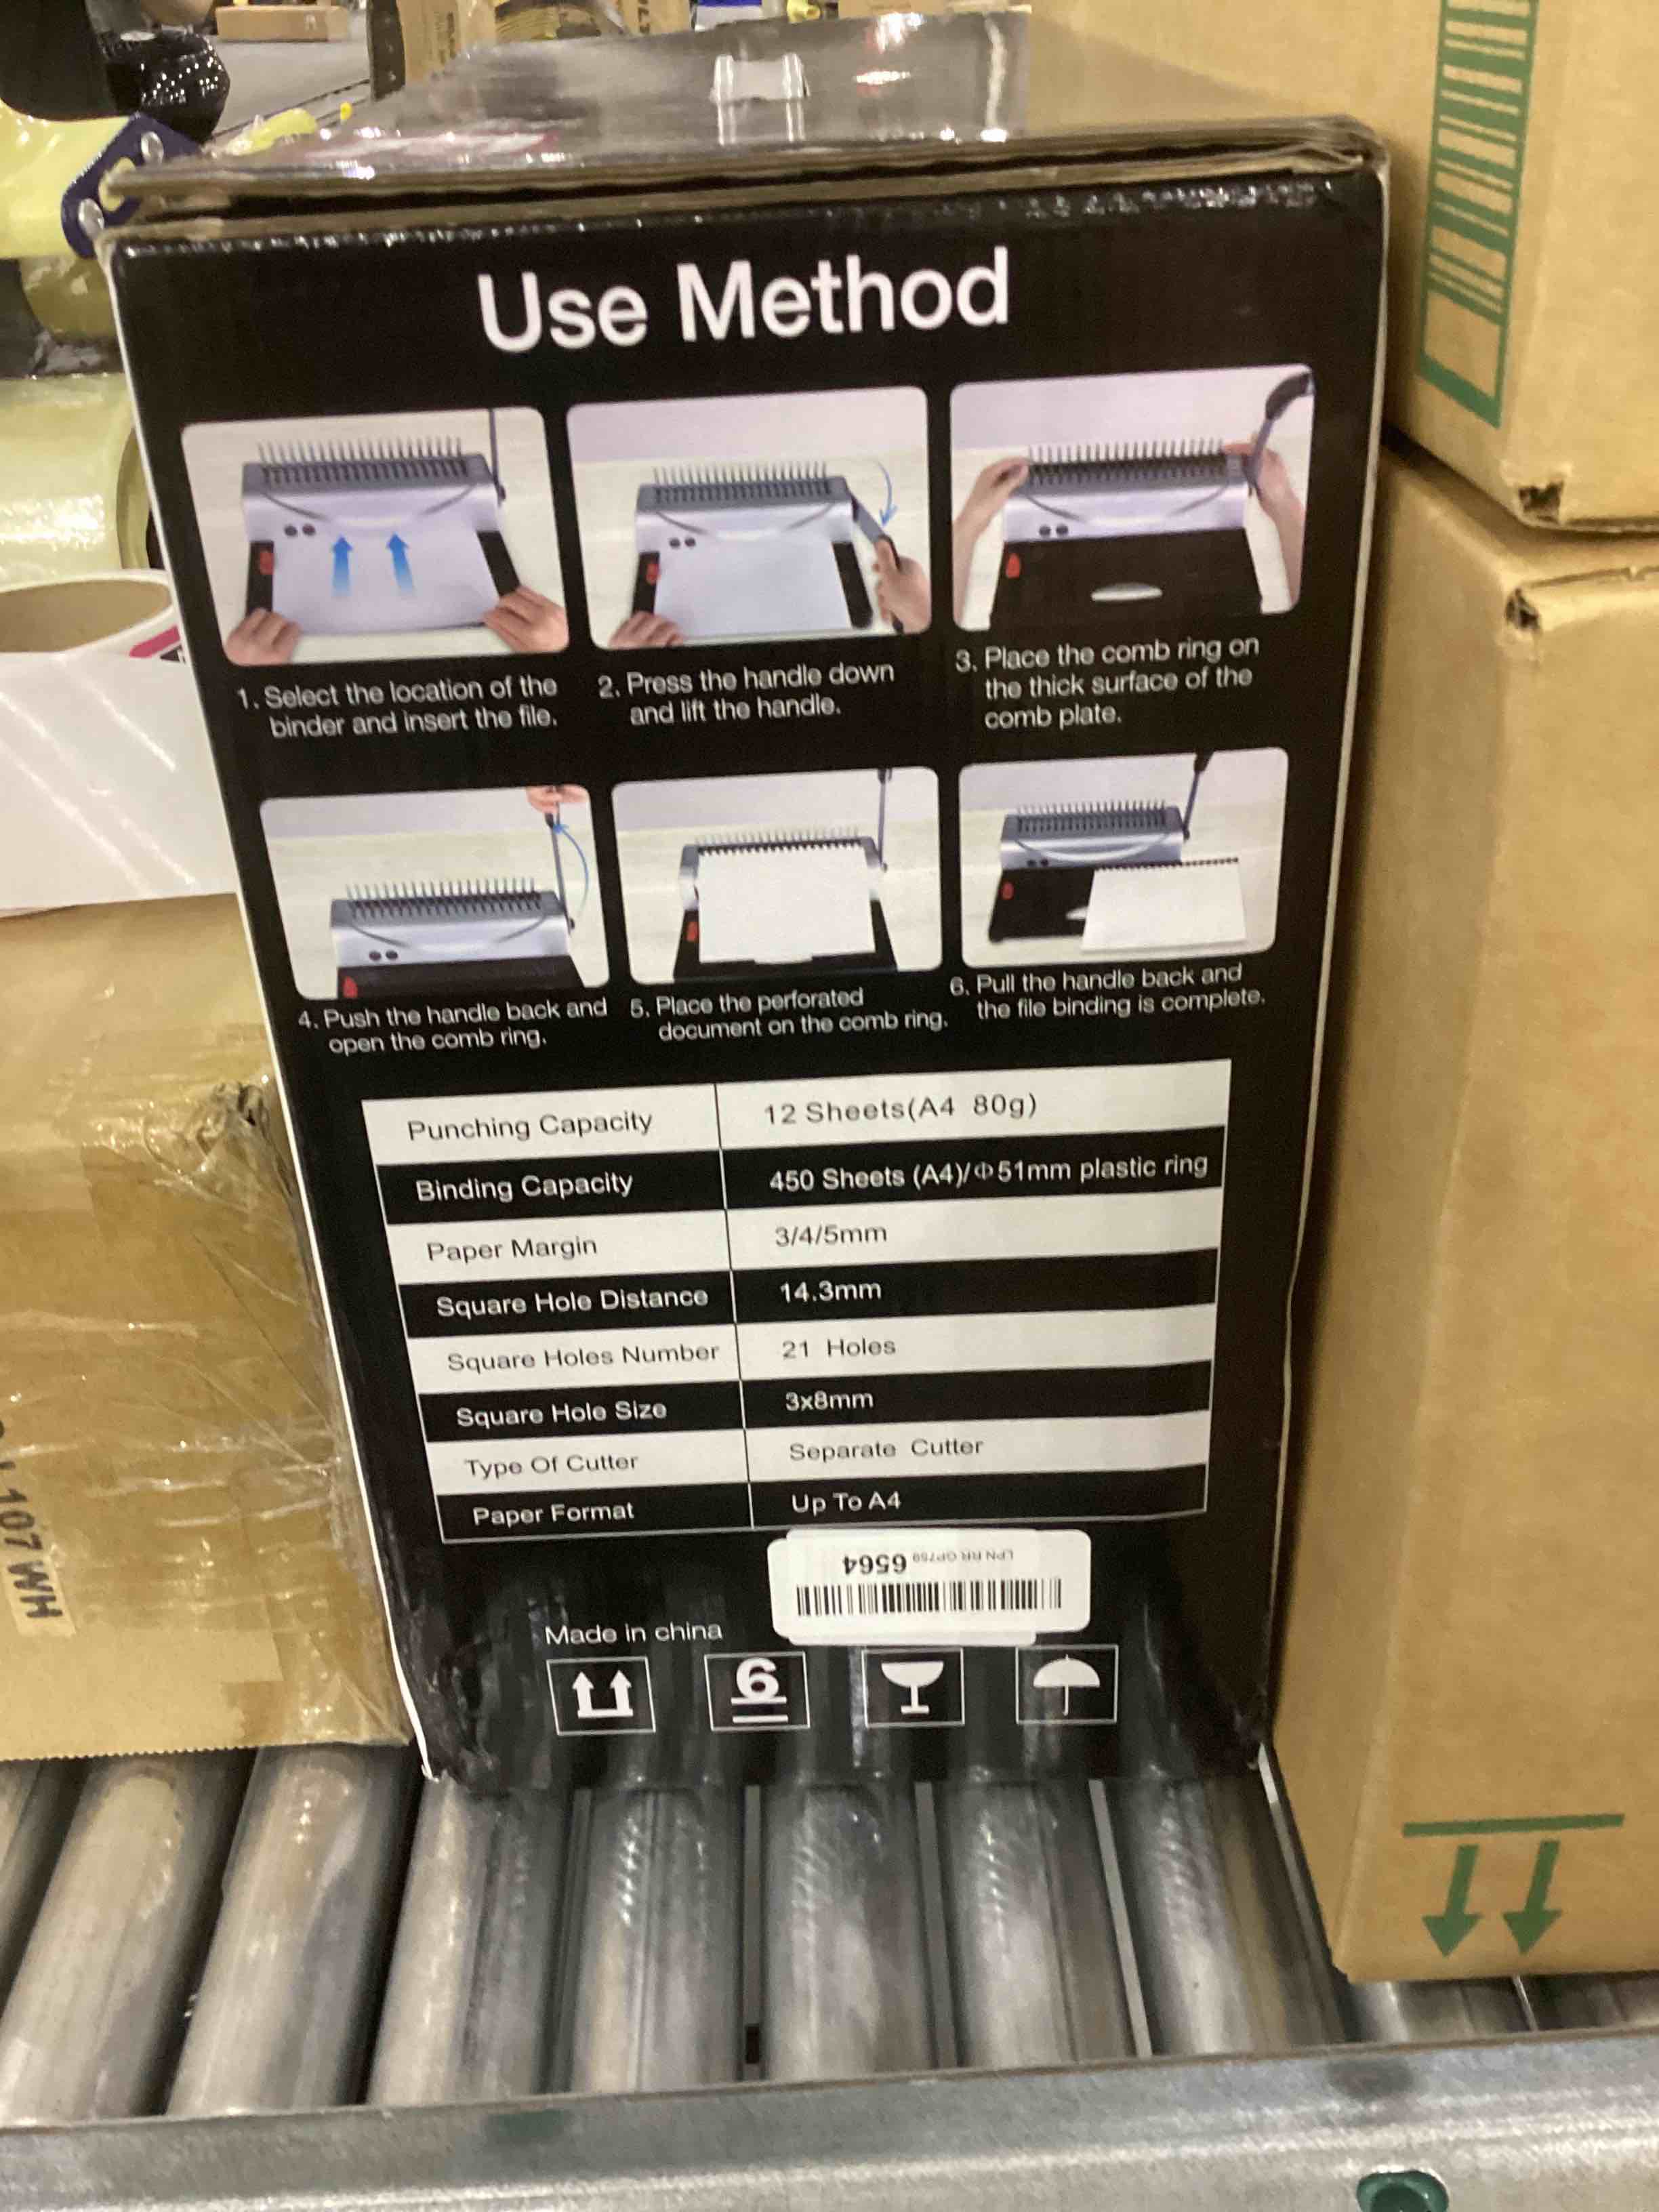 Use Method
1. Select the location of the
binder and insert the file.
2. Press the handle down
and lift the handle.
3. Place the comb ring on
the thick surface of the
comb plate.
4. Push the handle back and
open the comb ring.
5. Place the perforated
document on the comb ring.
6. Pull the handle back and
the file binding is complete.
Punching Capacity 12 Sheets(A4 80g)
Binding Capacity 450 Sheets (A4)/Φ51mm plastic ring
Paper Margin 3/4/5mm
Square Hole Distance 14.3mm
Square Holes Number 21 Holes
Square Hole Size 3x8mm
Type Of Cutter Separate Cutter
Paper Format Up To A4
LPN RR OP759 6564
Made in china
6
107 WH